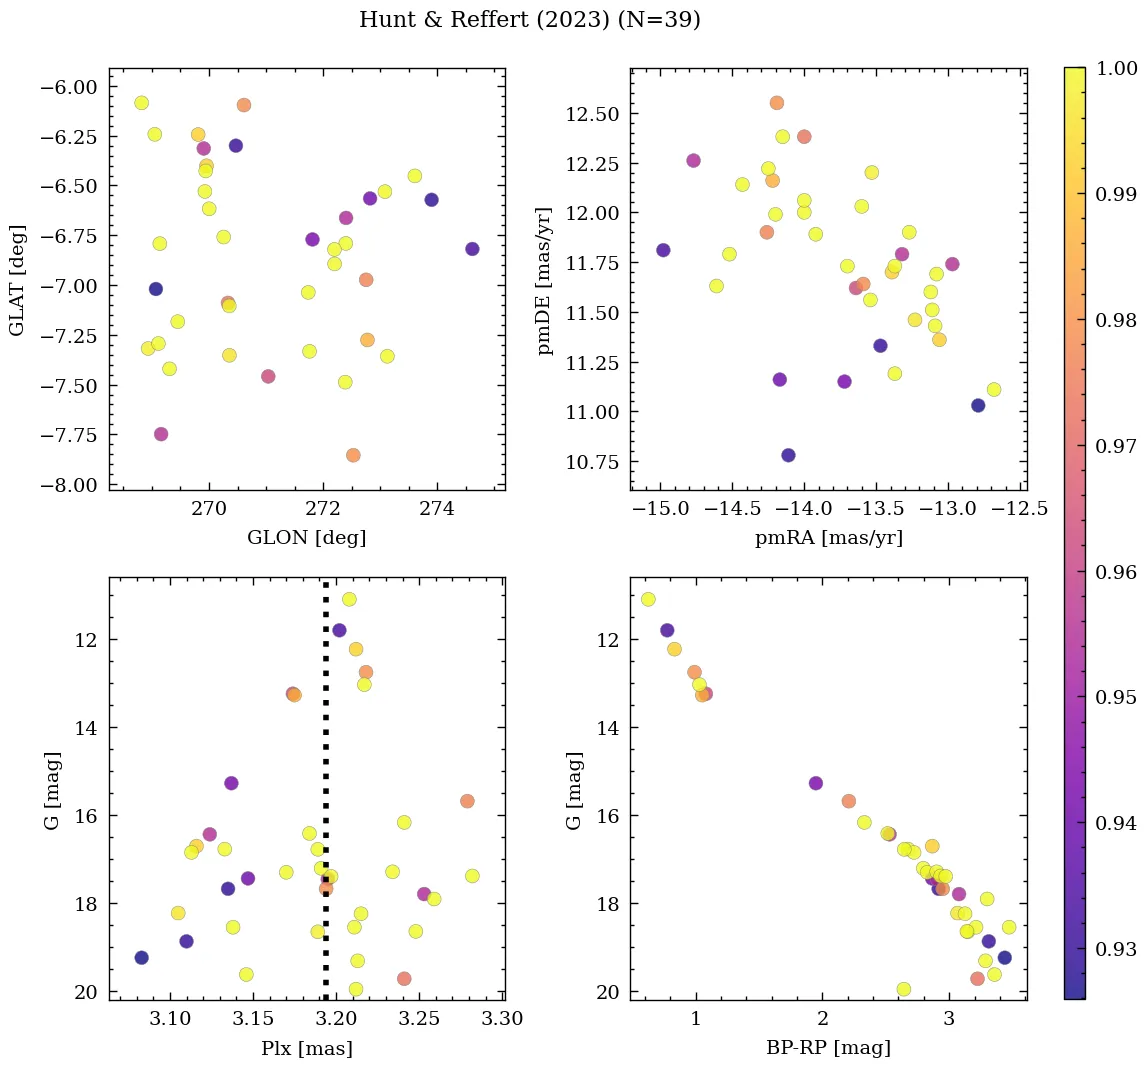 Hunt & Reffert (2023) (N=39)
−6.00
−6.25
−6.50
−6.75
−7.00
−7.25
−7.50
−7.75
−8.00
GLAT [deg]
270 272 274
GLON [deg]
12.50
12.25
12.00
11.75
11.50
11.25
11.00
10.75
pmDE [mas/yr]
−15.0 −14.5 −14.0 −13.5 −13.0 −12.5
pmRA [mas/yr]
12
14
16
18
20
G [mag]
3.10 3.15 3.20 3.25 3.30
Plx [mas]
12
14
16
18
20
G [mag]
1 2 3
BP-RP [mag]
1.00
0.99
0.98
0.97
0.96
0.95
0.94
0.93